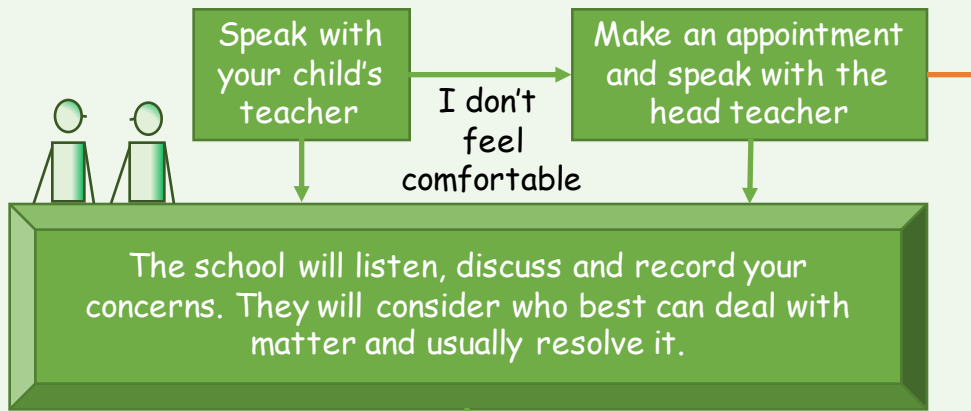 Speak with
your child's
teacher
I don't
feel
comfortable
Make an appointment
and speak with the
head teacher
The school will listen, discuss and record your
concerns. They will consider who best can deal with
matter and usually resolve it.